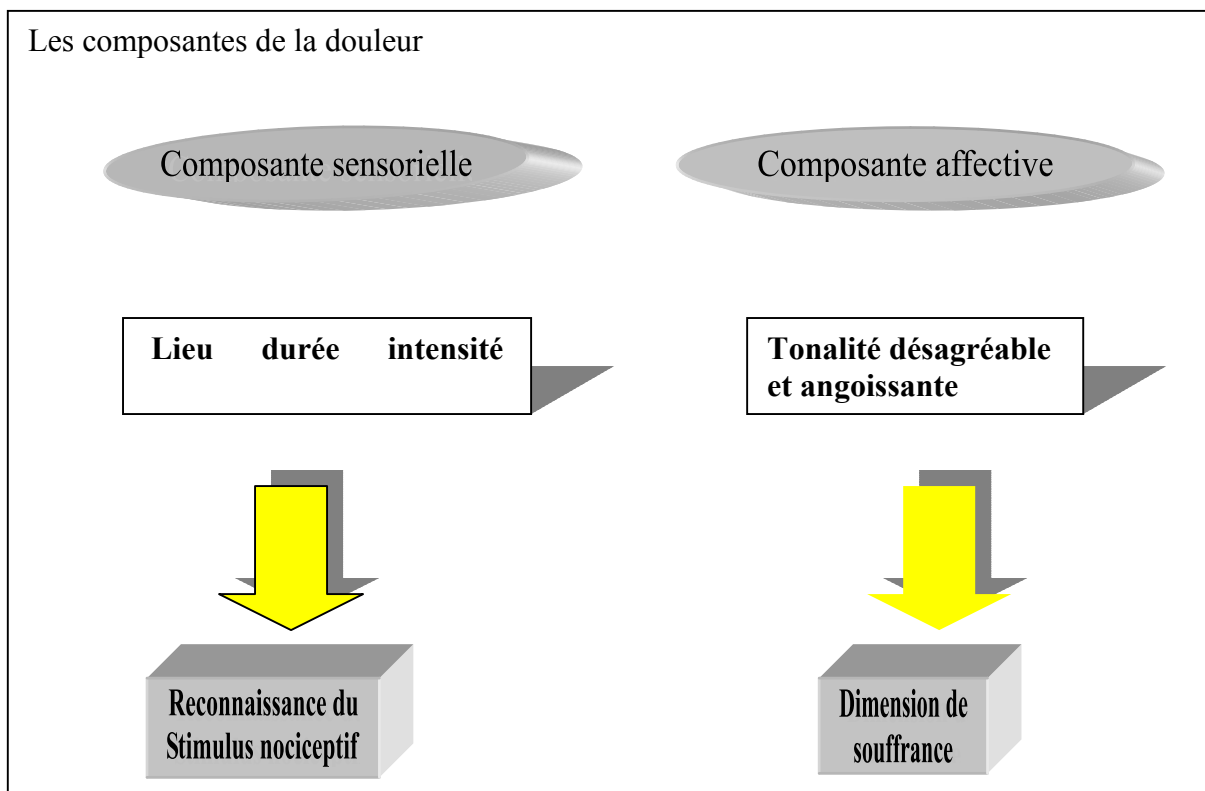 Les composantes de la douleur
Composante sensorielle
Composante affective
Lieu durée intensité
Tonalité désagréable
et angoissante
Reconnaissance du
Stimulus nociceptif
Dimension de
souffrance